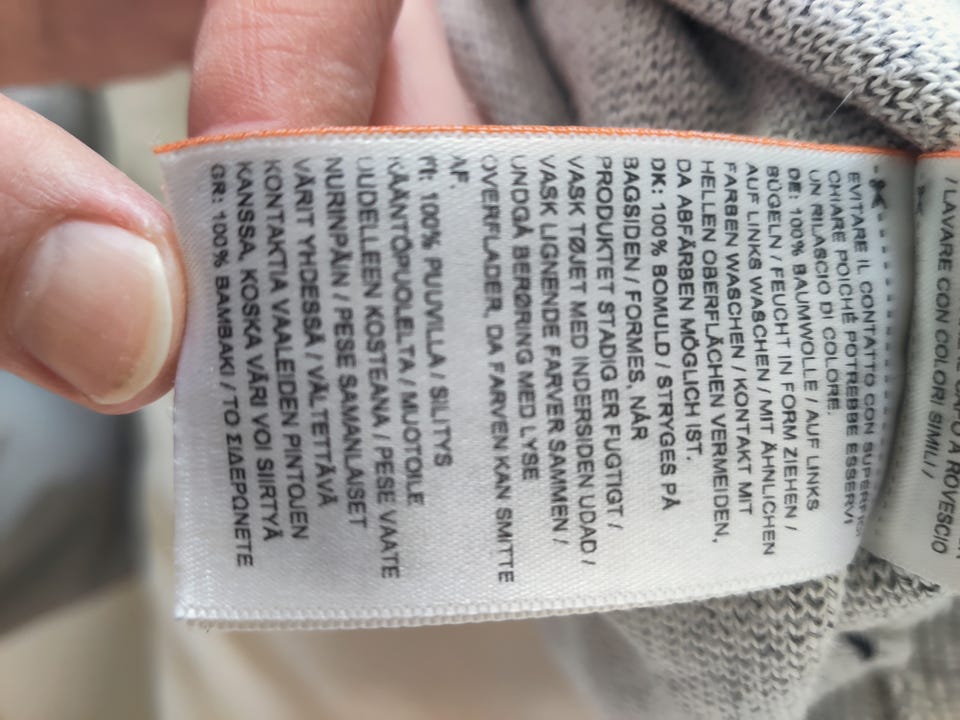 A ROVESCIO
/ LAVARE CON COLORI SIMILI /
EVITARE IL CONTATTO CON SUPERFICI
CHIARE POICHÉ POTREBBE ESSERVI
UN RILASCIO DI COLORE.
DE: 100% BAUMWOLLE / AUF LINKS
BÜGELN / FEUCHT IN FORM ZIEHEN /
AUF LINKS WASCHEN / MIT ÄHNLICHEN
FARBEN WASCHEN / KONTAKT MIT
HELLEN OBERFLÄCHEN VERMEIDEN,
DA ABFÄRBEN MÖGLICH IST.
DK: 100% BOMULD / STRYGES PÅ
BAGSIDEN / FORMES, NÅR
PRODUKTET STADIG ER FUGTIGT /
VASK TØJET MED INDERSIDEN UDAD /
VASK LIGNENDE FARVER SAMMEN /
UNDGÅ BERØRING MED LYSE
OVERFLADER, DA FARVEN KAN SMITTE
AF.
FI: 100% PUUVILLA / SILITYS
KÄÄNTÖPUOLELTA / MUOTOILE
UUDELLEEN KOSTEANA / PESE VAATE
NURINPÄIN / PESE SAMANLAISET
VÄRIT YHDESSÄ / VÄLTETTÄVÄ
KONTAKTIA VAALEIDEN PINTOJEN
KANSSA, KOSKA VÄRI VOI SIIRTYÄ
GR: 100% ΒΑΜΒΑΚΙ / ΤΟ ΣΙΔΕΡΩΝΕΤΕ